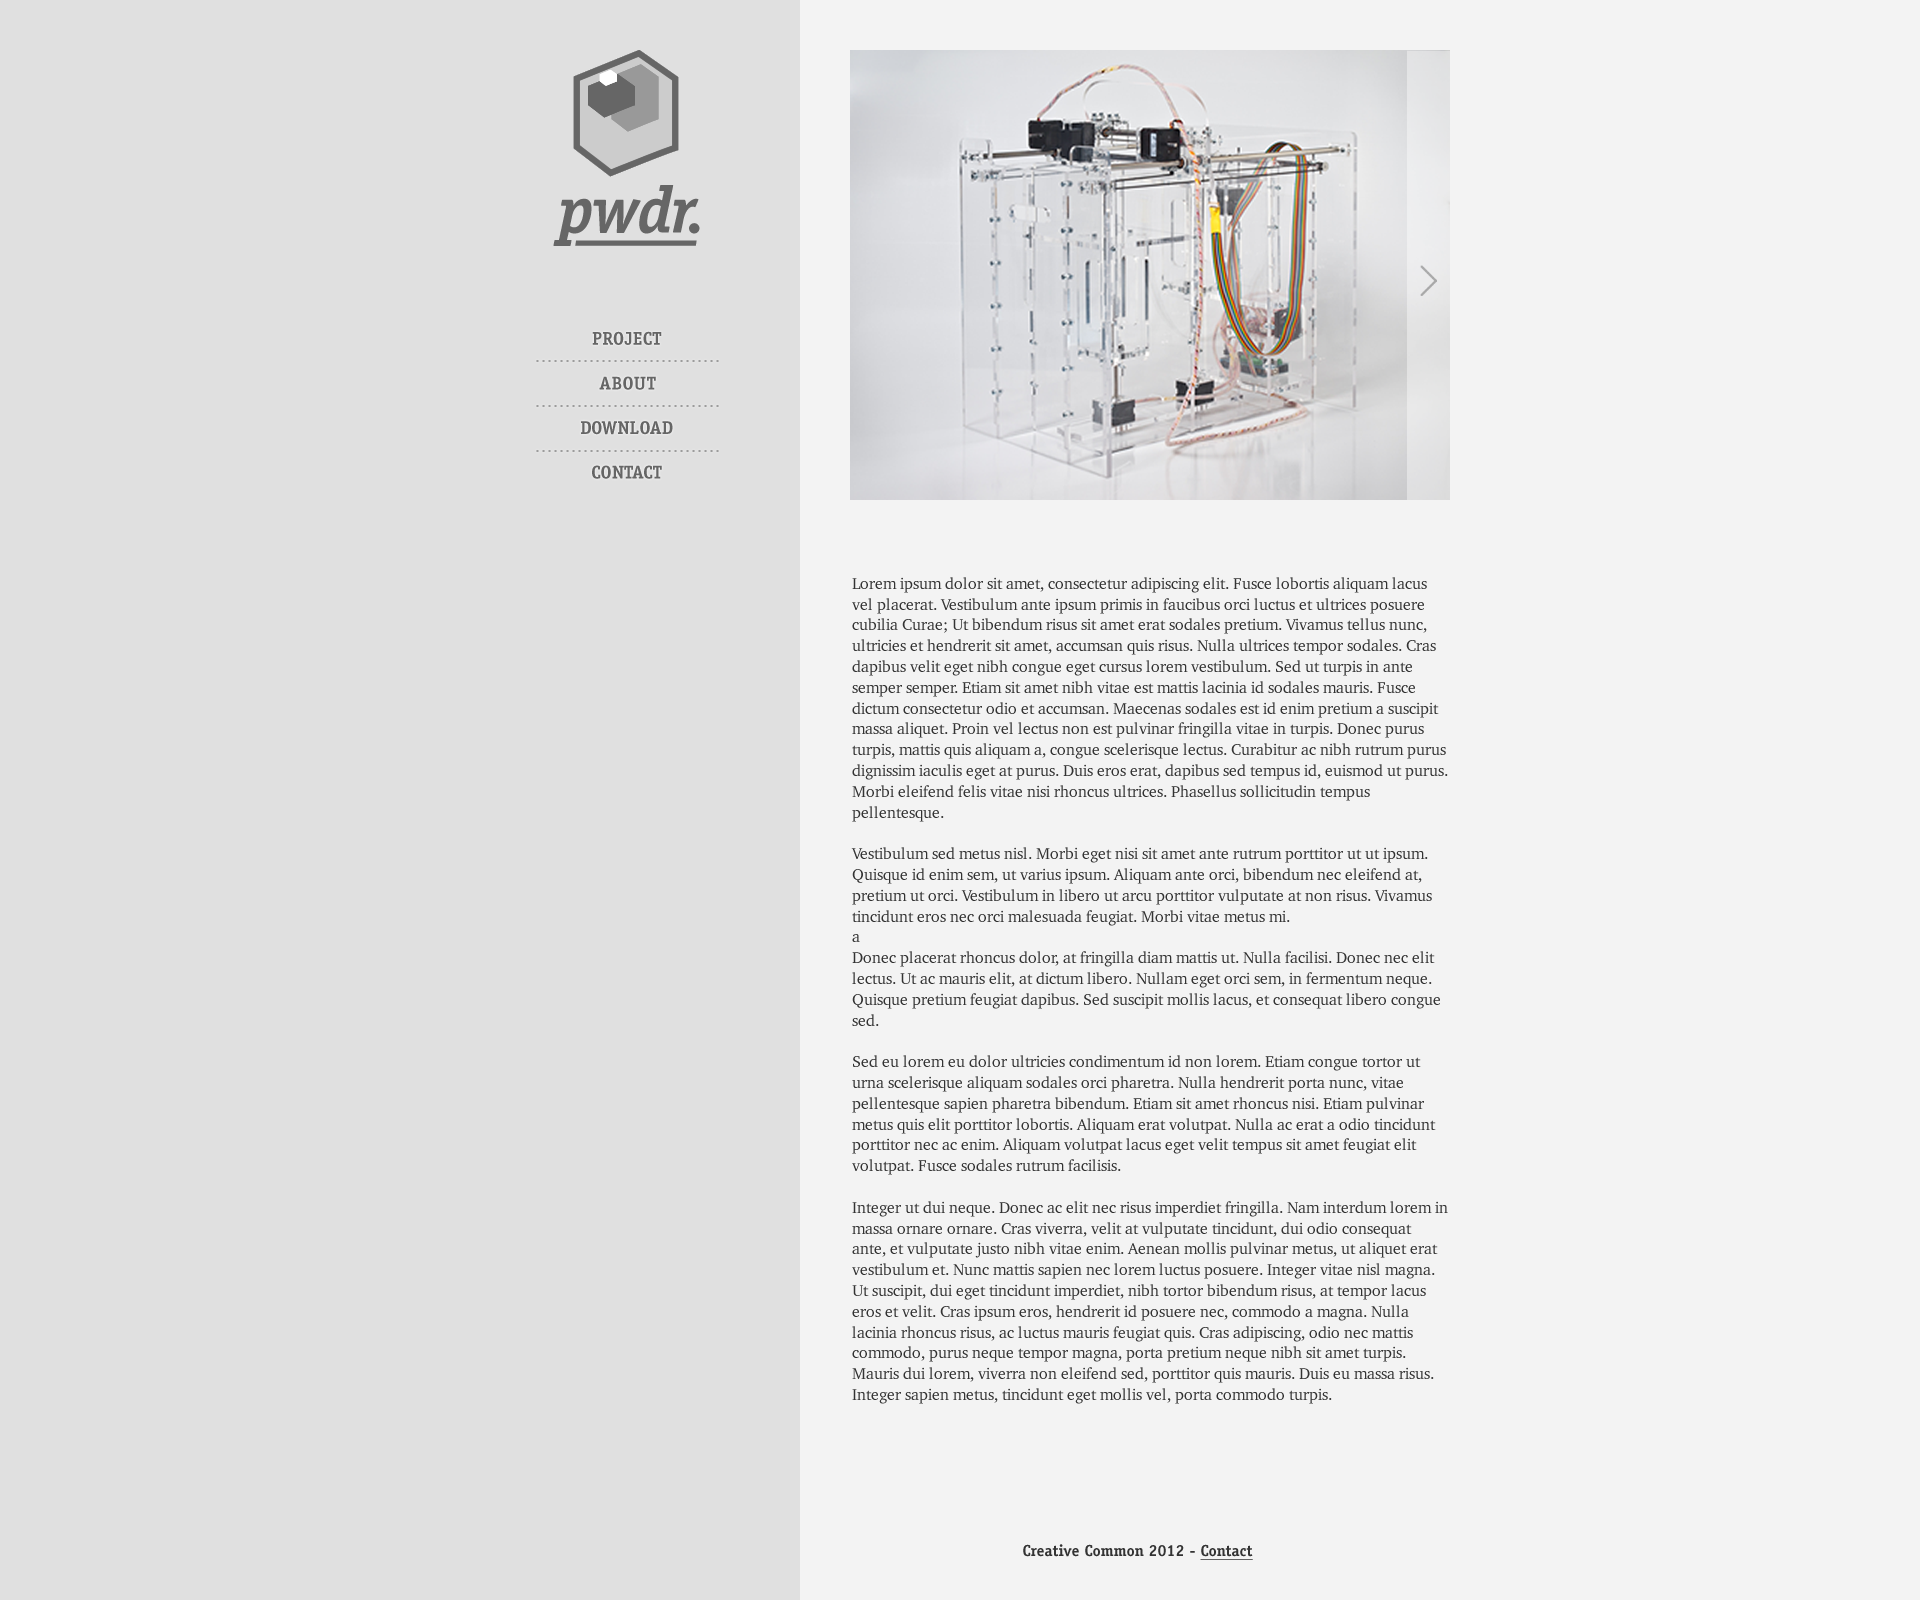 pwdr.
PROJECT
ABOUT
DOWNLOAD
CONTACT
Lorem ipsum dolor sit amet, consectetur adipiscing elit. Fusce lobortis aliquam lacus
vel placerat. Vestibulum ante ipsum primis in faucibus orci luctus et ultrices posuere
cubilia Curae; Ut bibendum risus sit amet erat sodales pretium. Vivamus tellus nunc,
ultricies et hendrerit sit amet, accumsan quis risus. Nulla ultrices tempor sodales. Cras
dapibus velit eget nibh congue eget cursus lorem vestibulum. Sed ut turpis in ante
semper semper. Etiam sit amet nibh vitae est mattis lacinia id sodales mauris. Fusce
dictum consectetur odio et accumsan. Maecenas sodales est id enim pretium a suscipit
massa aliquet. Proin vel lectus non est pulvinar fringilla vitae in turpis. Donec purus
turpis, mattis quis aliquam a, congue scelerisque lectus. Curabitur ac nibh rutrum purus
dignissim iaculis eget at purus. Duis eros erat, dapibus sed tempus id, euismod ut purus.
Morbi eleifend felis vitae nisi rhoncus ultrices. Phasellus sollicitudin tempus
pellentesque.
Vestibulum sed metus nisl. Morbi eget nisi sit amet ante rutrum porttitor ut ut ipsum.
Quisque id enim sem, ut varius ipsum. Aliquam ante orci, bibendum nec eleifend at,
pretium ut orci. Vestibulum in libero ut arcu porttitor vulputate at non risus. Vivamus
tincidunt eros nec orci malesuada feugiat. Morbi vitae metus mi.
a
Donec placerat rhoncus dolor, at fringilla diam mattis ut. Nulla facilisi. Donec nec elit
lectus. Ut ac mauris elit, at dictum libero. Nullam eget orci sem, in fermentum neque.
Quisque pretium feugiat dapibus. Sed suscipit mollis lacus, et consequat libero congue
sed.
Sed eu lorem eu dolor ultricies condimentum id non lorem. Etiam congue tortor ut
urna scelerisque aliquam sodales orci pharetra. Nulla hendrerit porta nunc, vitae
pellentesque sapien pharetra bibendum. Etiam sit amet rhoncus nisi. Etiam pulvinar
metus quis elit porttitor lobortis. Aliquam erat volutpat. Nulla ac erat a odio tincidunt
porttitor nec ac enim. Aliquam volutpat lacus eget velit tempus sit amet feugiat elit
volutpat. Fusce sodales rutrum facilisis.
Integer ut dui neque. Donec ac elit nec risus imperdiet fringilla. Nam interdum lorem in
massa ornare ornare. Cras viverra, velit at vulputate tincidunt, dui odio consequat
ante, et vulputate justo nibh vitae enim. Aenean mollis pulvinar metus, ut aliquet erat
vestibulum et. Nunc mattis sapien nec lorem luctus posuere. Integer vitae nisl magna.
Ut suscipit, dui eget tincidunt imperdiet, nibh tortor bibendum risus, at tempor lacus
eros et velit. Cras ipsum eros, hendrerit id posuere nec, commodo a magna. Nulla
lacinia rhoncus risus, ac luctus mauris feugiat quis. Cras adipiscing, odio nec mattis
commodo, purus neque tempor magna, porta pretium neque nibh sit amet turpis.
Mauris dui lorem, viverra non eleifend sed, porttitor quis mauris. Duis eu massa risus.
Integer sapien metus, tincidunt eget mollis vel, porta commodo turpis.
Creative Common 2012 - Contact